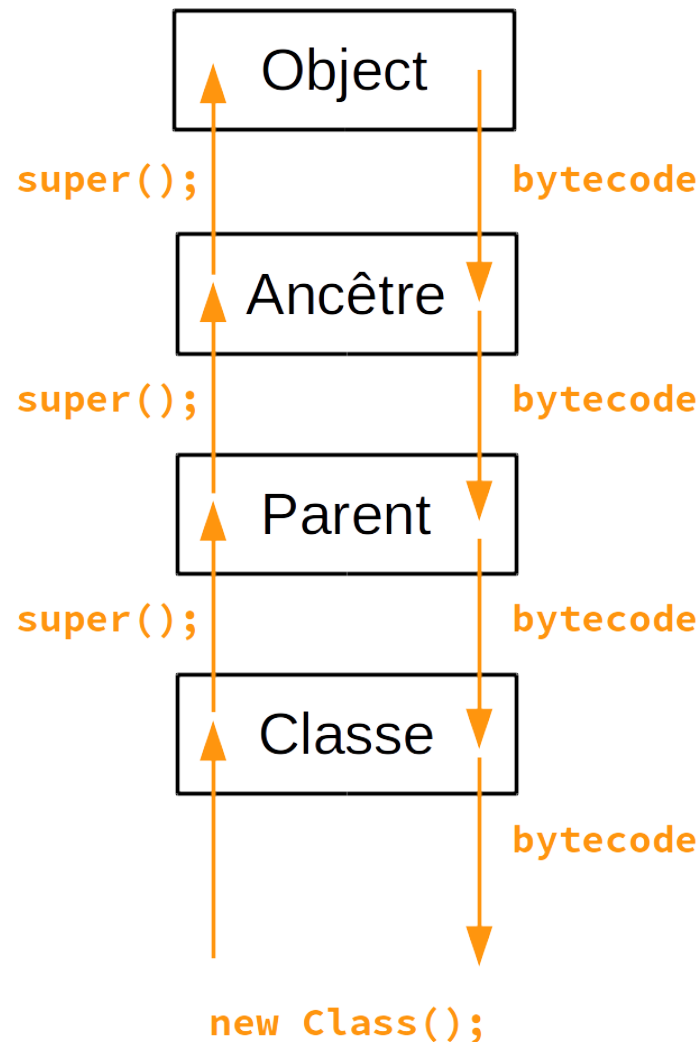 Object
super();
bytecode
Ancêtre
super();
bytecode
Parent
super();
bytecode
Classe
bytecode
new Class();